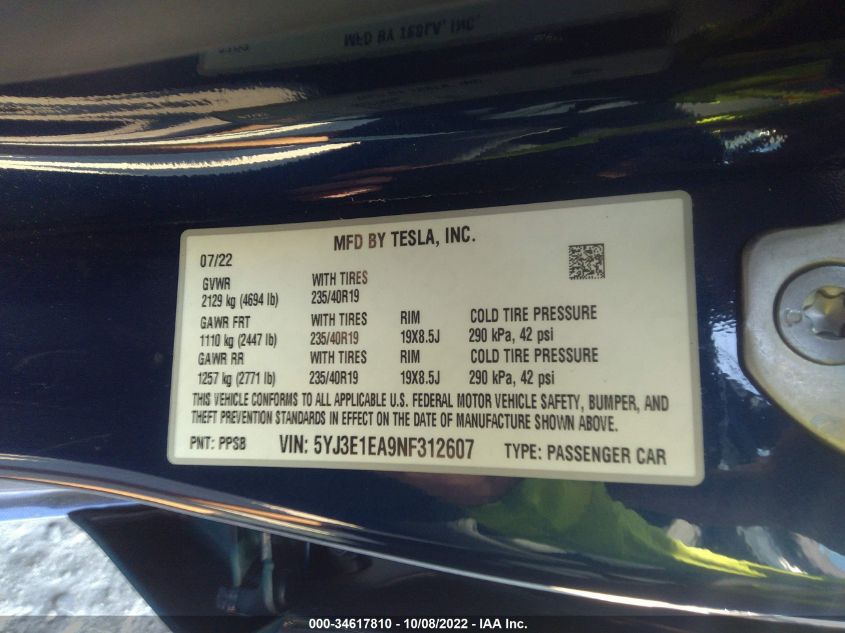 MFD BY TESLA, INC.
07/22
GVWR WITH TIRES
2129 kg (4694 lb) 235/40R19
GAWR FRT WITH TIRES RIM COLD TIRE PRESSURE
1110 kg (2447 lb) 235/40R19 19X8.5J 290 kPa, 42 psi
GAWR RR WITH TIRES RIM COLD TIRE PRESSURE
1257 kg (2771 lb) 235/40R19 19X8.5J 290 kPa, 42 psi
THIS VEHICLE CONFORMS TO ALL APPLICABLE U.S. FEDERAL MOTOR VEHICLE SAFETY, BUMPER, AND
THEFT PREVENTION STANDARDS IN EFFECT ON THE DATE OF MANUFACTURE SHOWN ABOVE.
PNT: PPSB VIN: 5YJ3E1EA9NF312607 TYPE: PASSENGER CAR
000-34617810 - 10/08/2022 - IAA Inc.